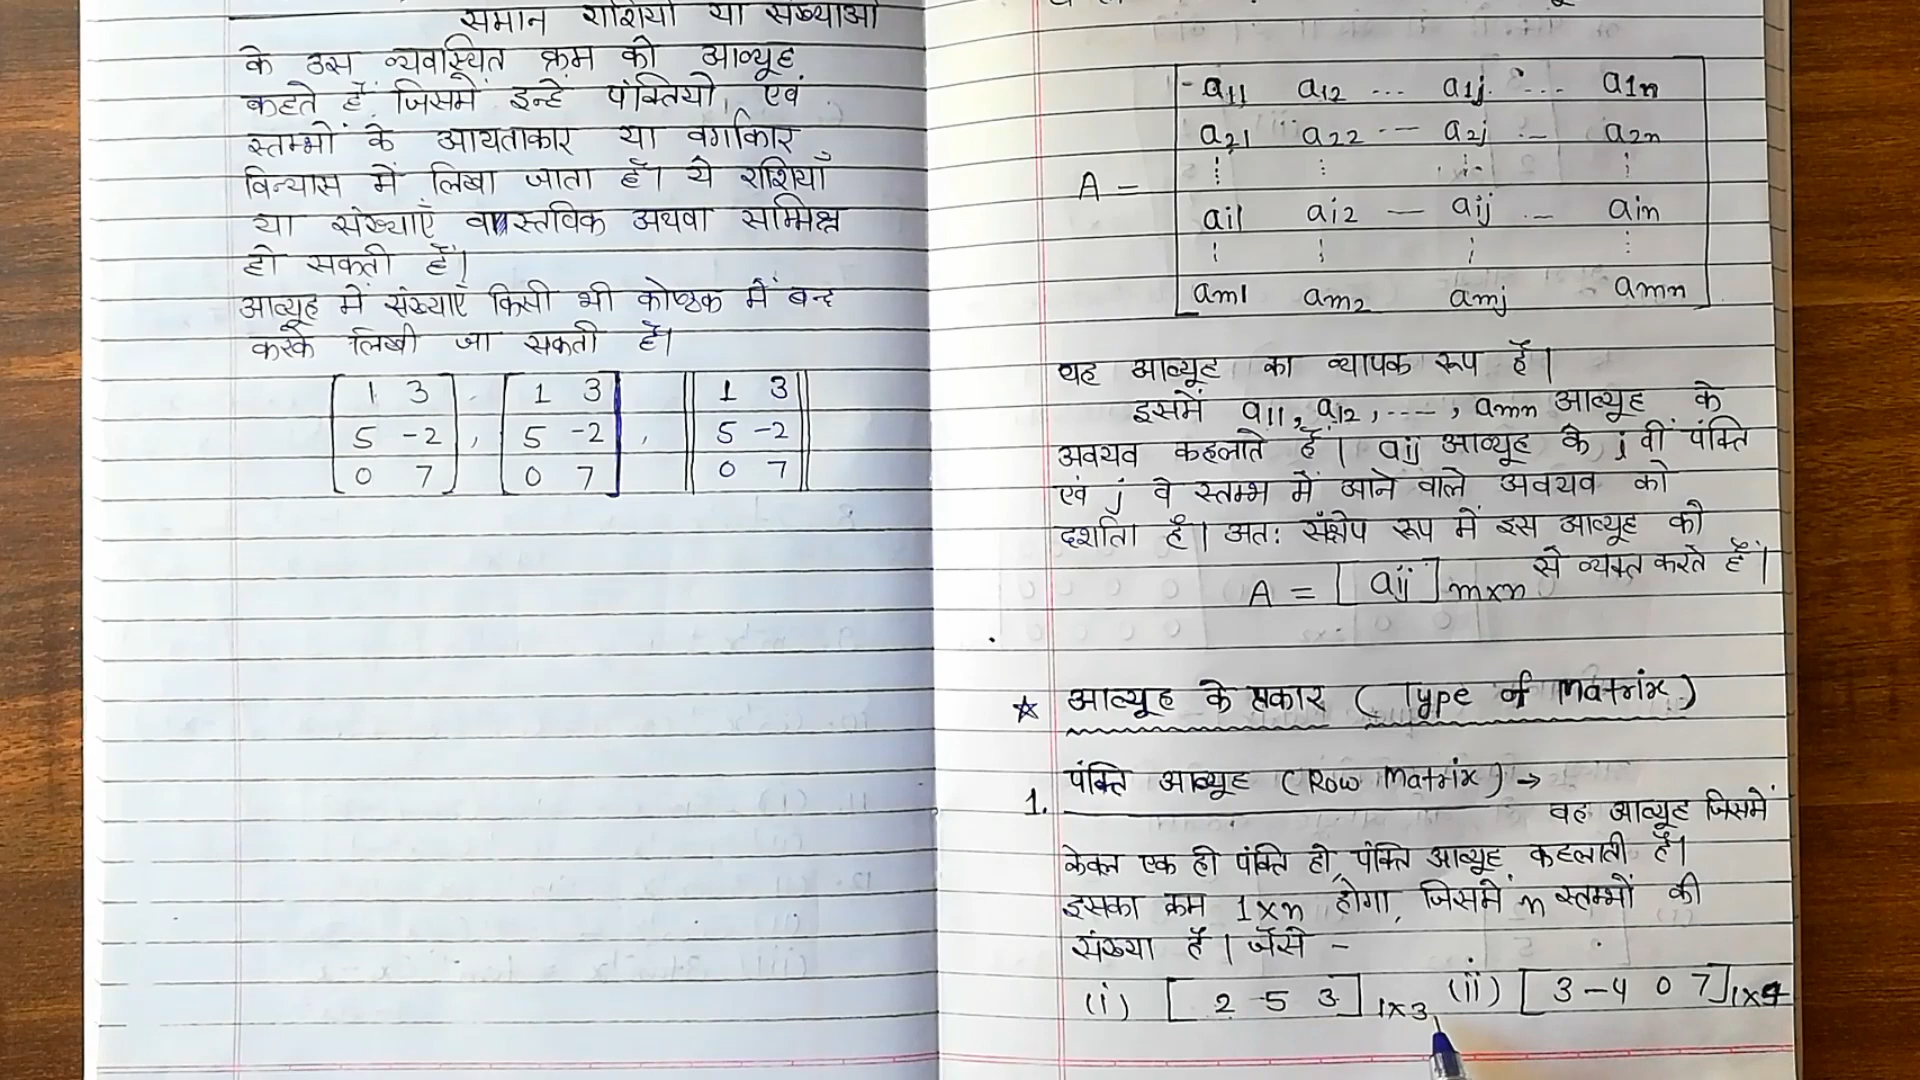 समान राशियों या संख्याओं
के उस व्यवस्थित क्रम को आव्यूह
कहते हैं जिसमें इन्हें पंक्तियों एवं
स्तम्भों के आयताकार या वर्गाकार
विन्यास में लिखा जाता है। ये राशियाँ
या संख्याएँ वास्तविक अथवा सम्मिश्र
हो सकती हैं।
आव्यूह में संख्याएँ किसी भी कोष्ठक में बन्द
करके लिखी जा सकती हैं।
[ 1 3 ] , [ 1 3 ] , || 1 3 ||
[ 5 -2 ] , [ 5 -2 ] , || 5 -2 ||
[ 0 7 ] [ 0 7 ] || 0 7 ||
a11 a12 ... a1j ... a1n
a21 a22 ... a2j ... a2n
A =
ai1 ai2 — aij ... ain
am1 am2 amj amn
यह आव्यूह का व्यापक रूप है।
इसमें a11, a12, ----, amn आव्यूह के
अवयव कहलाते हैं। aij आव्यूह के j वीं पंक्ति
एवं j वे स्तम्भ में आने वाले अवयव को
दर्शाता है। अतः संक्षेप रूप में इस आव्यूह को
A = [ aij ] m×n से व्यक्त करते हैं।
☆ आव्यूह के प्रकार ( Type of Matrix )
1. पंक्ति आव्यूह (Row Matrix) →
वह आव्यूह जिसमें
केवल एक ही पंक्ति हो, पंक्ति आव्यूह कहलाती है।
इसका क्रम 1×n होगा, जिसमें n स्तम्भों की
संख्या है। जैसे –
(i) [ 2 5 3 ] 1×3 (ii) [ 3 -4 0 7 ] 1×4